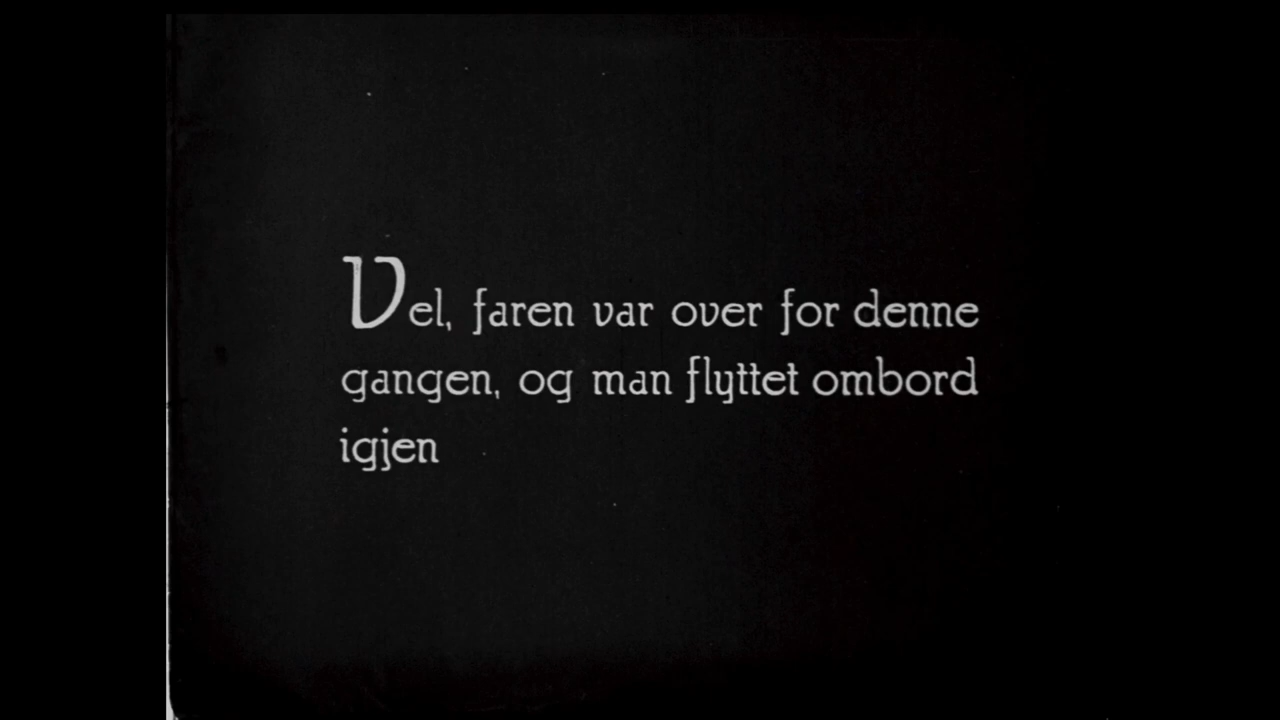 Vel, faren var over for denne
gangen, og man flyttet ombord
igjen